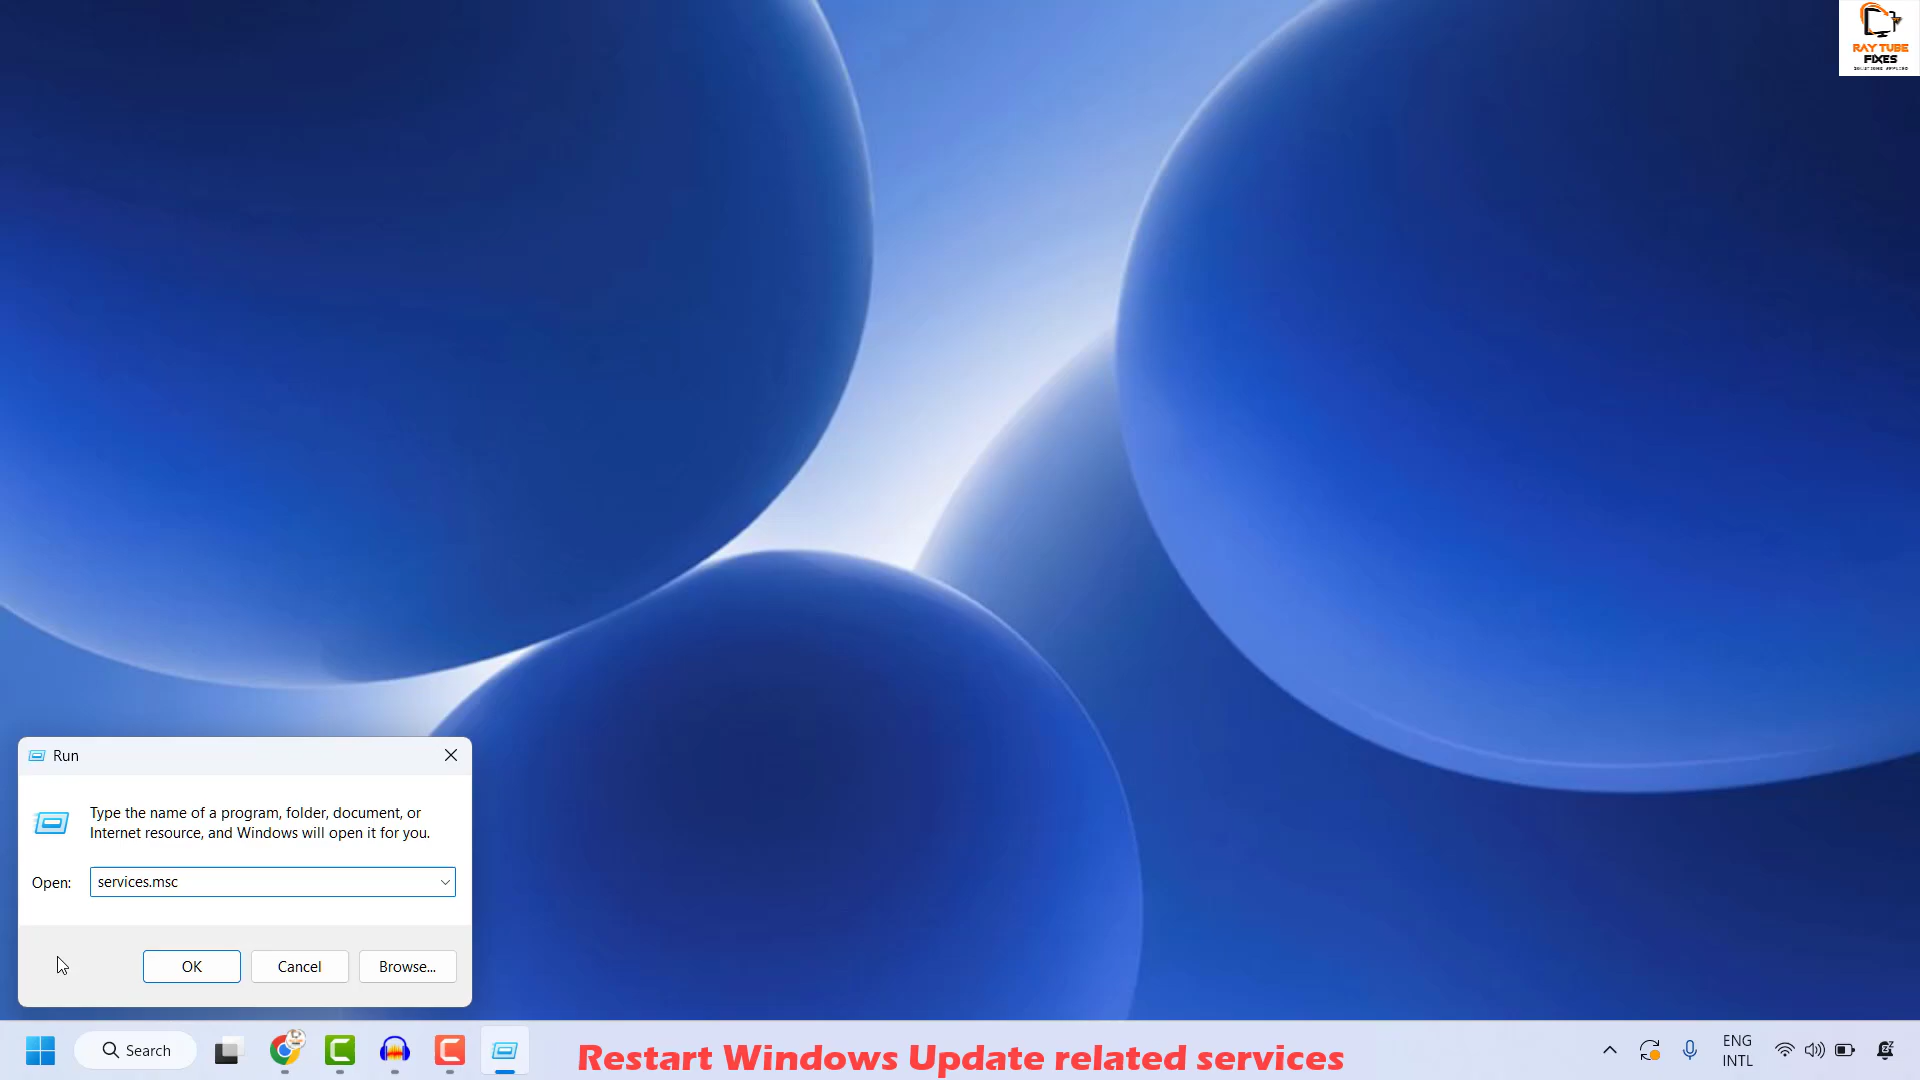 RAY TUBE
FIXES
Run
Type the name of a program, folder, document, or
Internet resource, and Windows will open it for you.
Open:
services.msc
OK
Cancel
Browse...
Search
Restart Windows Update related services
ENG
INTL